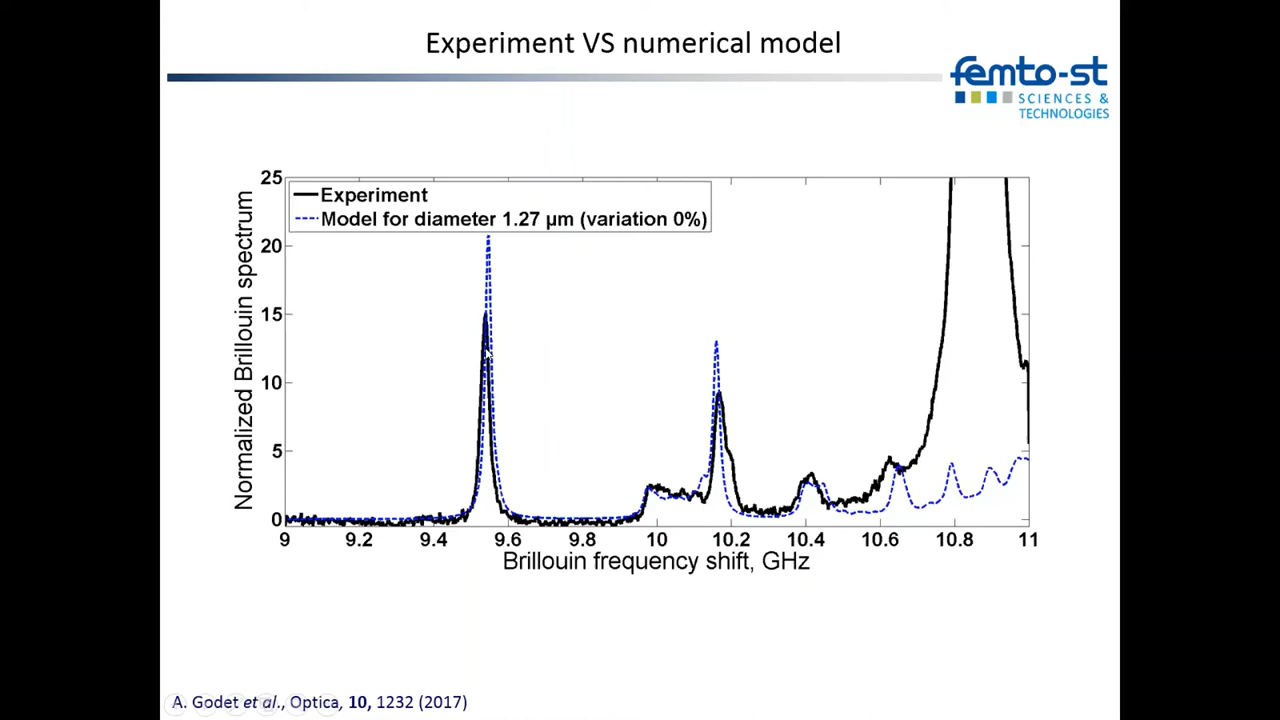 Experiment VS numerical model
femto-st
SCIENCES &
TECHNOLOGIES
25
20
15
10
5
0
Normalized Brillouin spectrum
Experiment
Model for diameter 1.27 µm (variation 0%)
9 9.2 9.4 9.6 9.8 10 10.2 10.4 10.6 10.8 11
Brillouin frequency shift, GHz
A. Godet et al., Optica, 10, 1232 (2017)